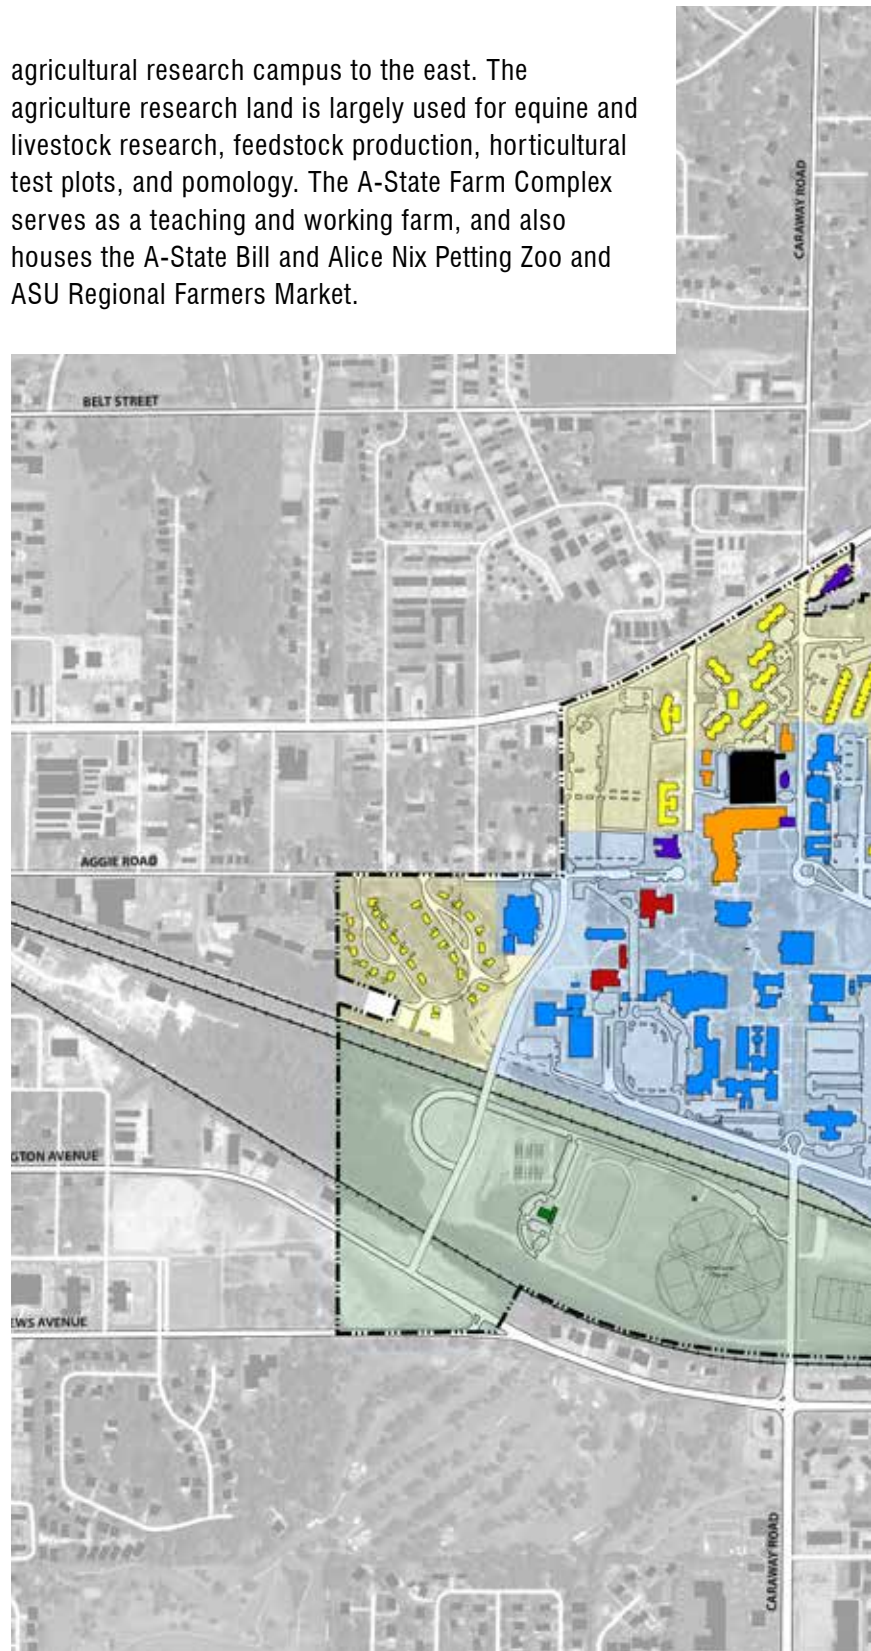 agricultural research campus to the east. The
agriculture research land is largely used for equine and
livestock research, feedstock production, horticultural
test plots, and pomology. The A-State Farm Complex
serves as a teaching and working farm, and also
houses the A-State Bill and Alice Nix Petting Zoo and
ASU Regional Farmers Market.
CARAWAY ROAD
BELT STREET
AGGIE ROAD
GTON AVENUE
EWS AVENUE
CARAWAY ROAD